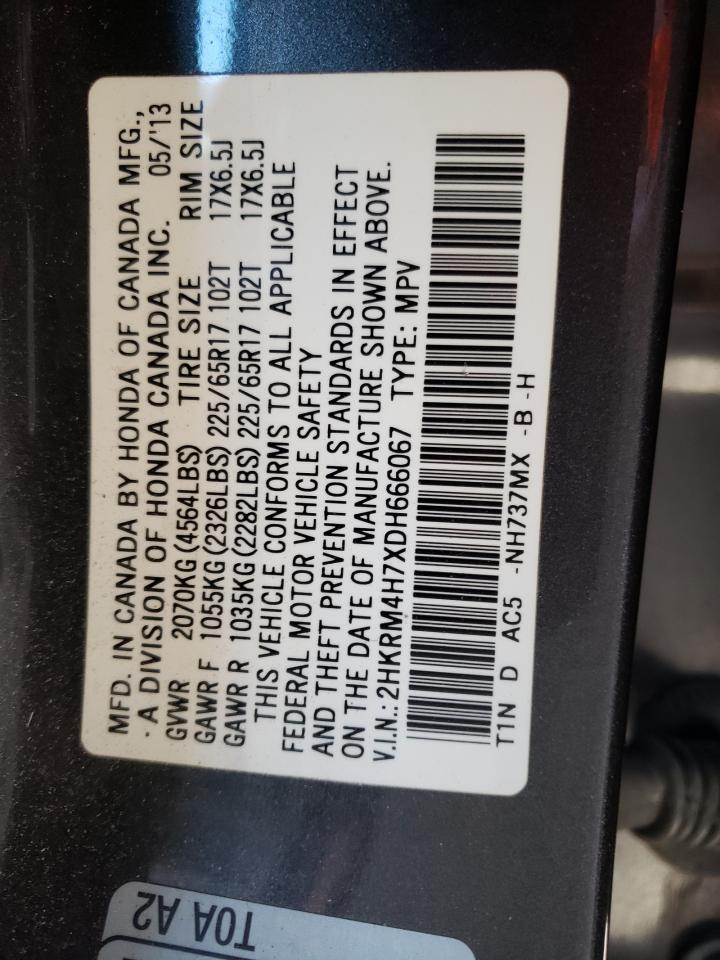 MFD. IN CANADA BY HONDA OF CANADA MFG.,
- A DIVISION OF HONDA CANADA INC. 05/'13
GVWR 2070KG(4564LBS) TIRE SIZE RIM SIZE
GAWR F 1055KG(2326LBS) 225/65R17 102T 17X6.5J
GAWR R 1035KG(2282LBS) 225/65R17 102T 17X6.5J
THIS VEHICLE CONFORMS TO ALL APPLICABLE
FEDERAL MOTOR VEHICLE SAFETY
AND THEFT PREVENTION STANDARDS IN EFFECT
ON THE DATE OF MANUFACTURE SHOWN ABOVE.
V.I.N.: 2HKRM4H7XDH666067 TYPE: MPV
T1N D AC5 -NH737MX -B -H
T0A A2